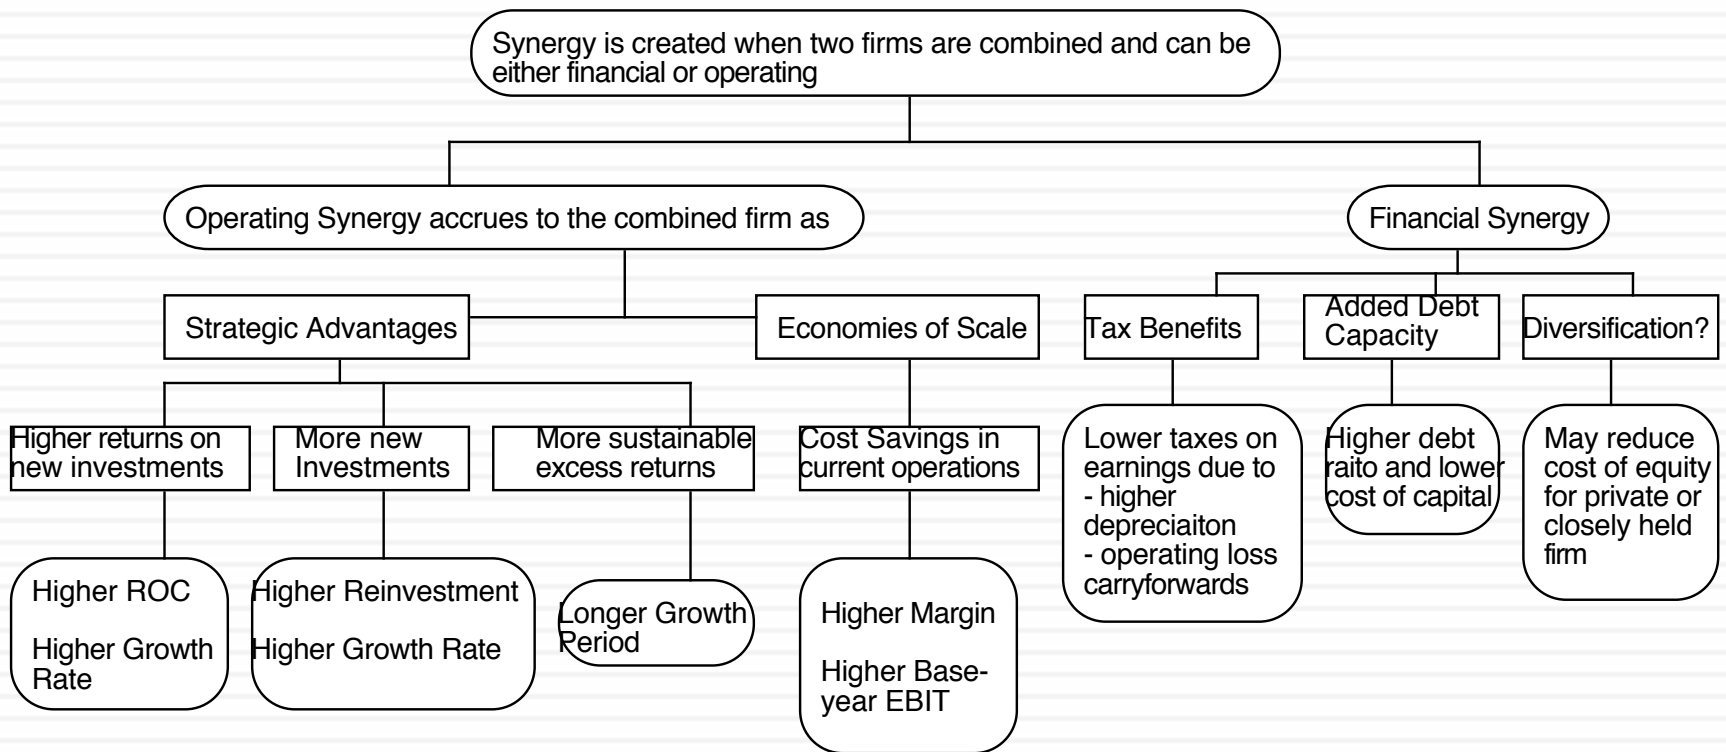 Synergy is created when two firms are combined and can be
either financial or operating
Operating Synergy accrues to the combined firm as
Financial Synergy
Strategic Advantages
Economies of Scale
Tax Benefits
Added Debt
Capacity
Diversification?
Higher returns on
new investments
More new
Investments
More sustainable
excess returns
Cost Savings in
current operations
Lower taxes on
earnings due to
- higher
depreciaiton
- operating loss
carryforwards
Higher debt
raito and lower
cost of capital
May reduce
cost of equity
for private or
closely held
firm
Higher ROC
Higher Growth
Rate
Higher Reinvestment
Higher Growth Rate
Longer Growth
Period
Higher Margin
Higher Base-
year EBIT